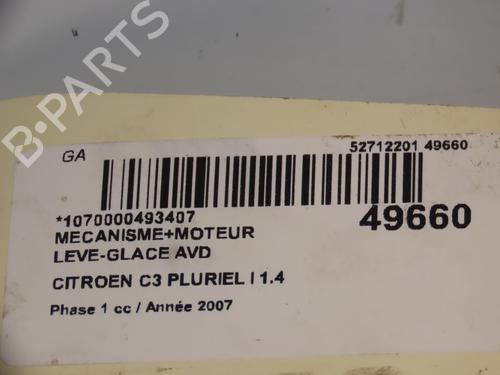 GA
52712201 49660
*1070000493407
49660
MECANISME+MOTEUR
LEVE-GLACE AVD
CITROEN C3 PLURIEL I 1.4
Phase 1 cc / Année 2007
B-PARTS